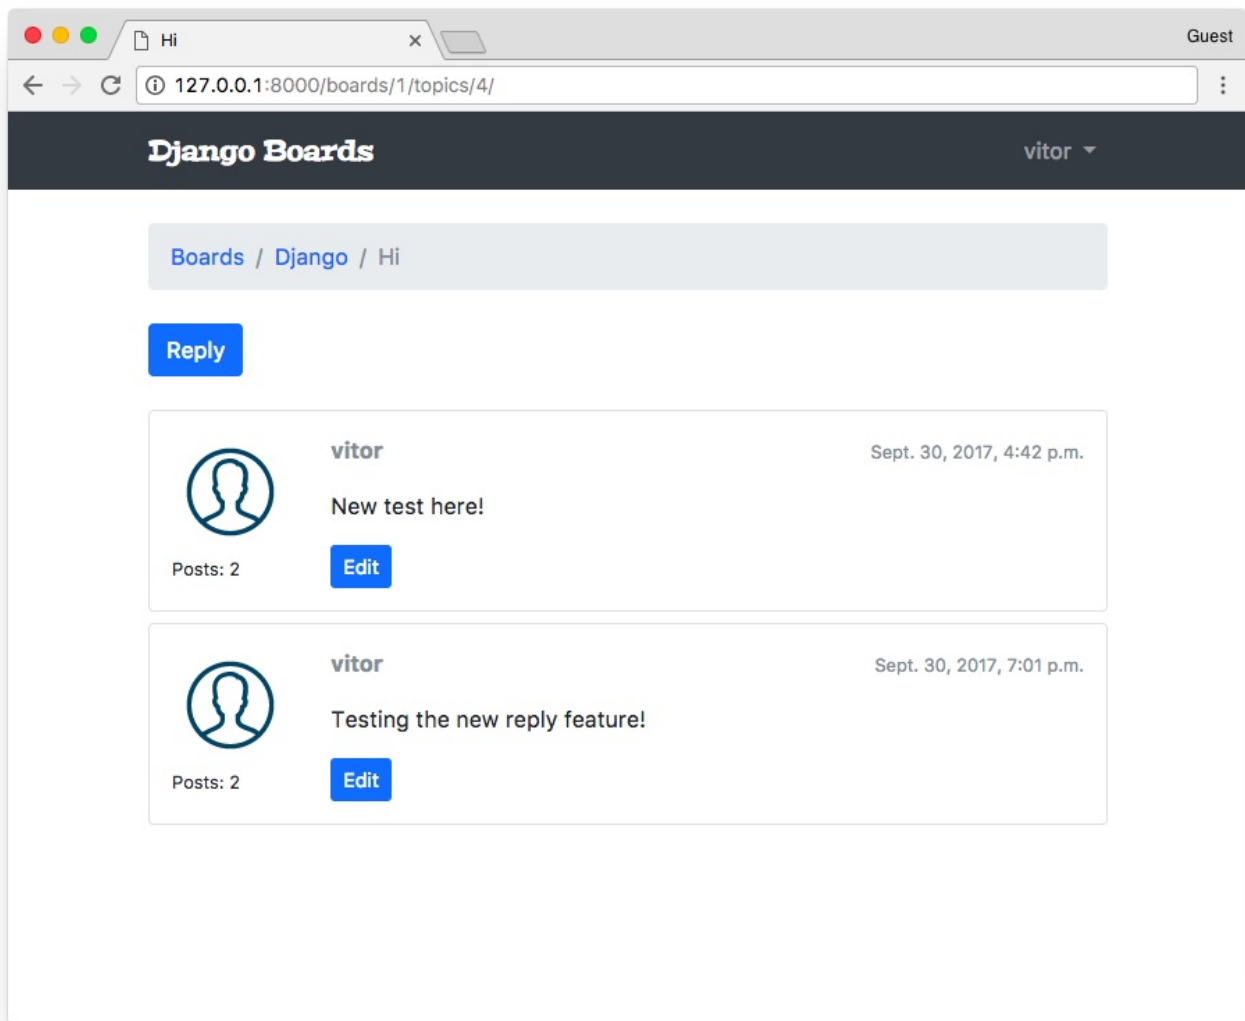 Hi
Guest
127.0.0.1:8000/boards/1/topics/4/
Django Boards
vitor
Boards / Django / Hi
Reply
vitor
Sept. 30, 2017, 4:42 p.m.
New test here!
Posts: 2
Edit
vitor
Sept. 30, 2017, 7:01 p.m.
Testing the new reply feature!
Posts: 2
Edit